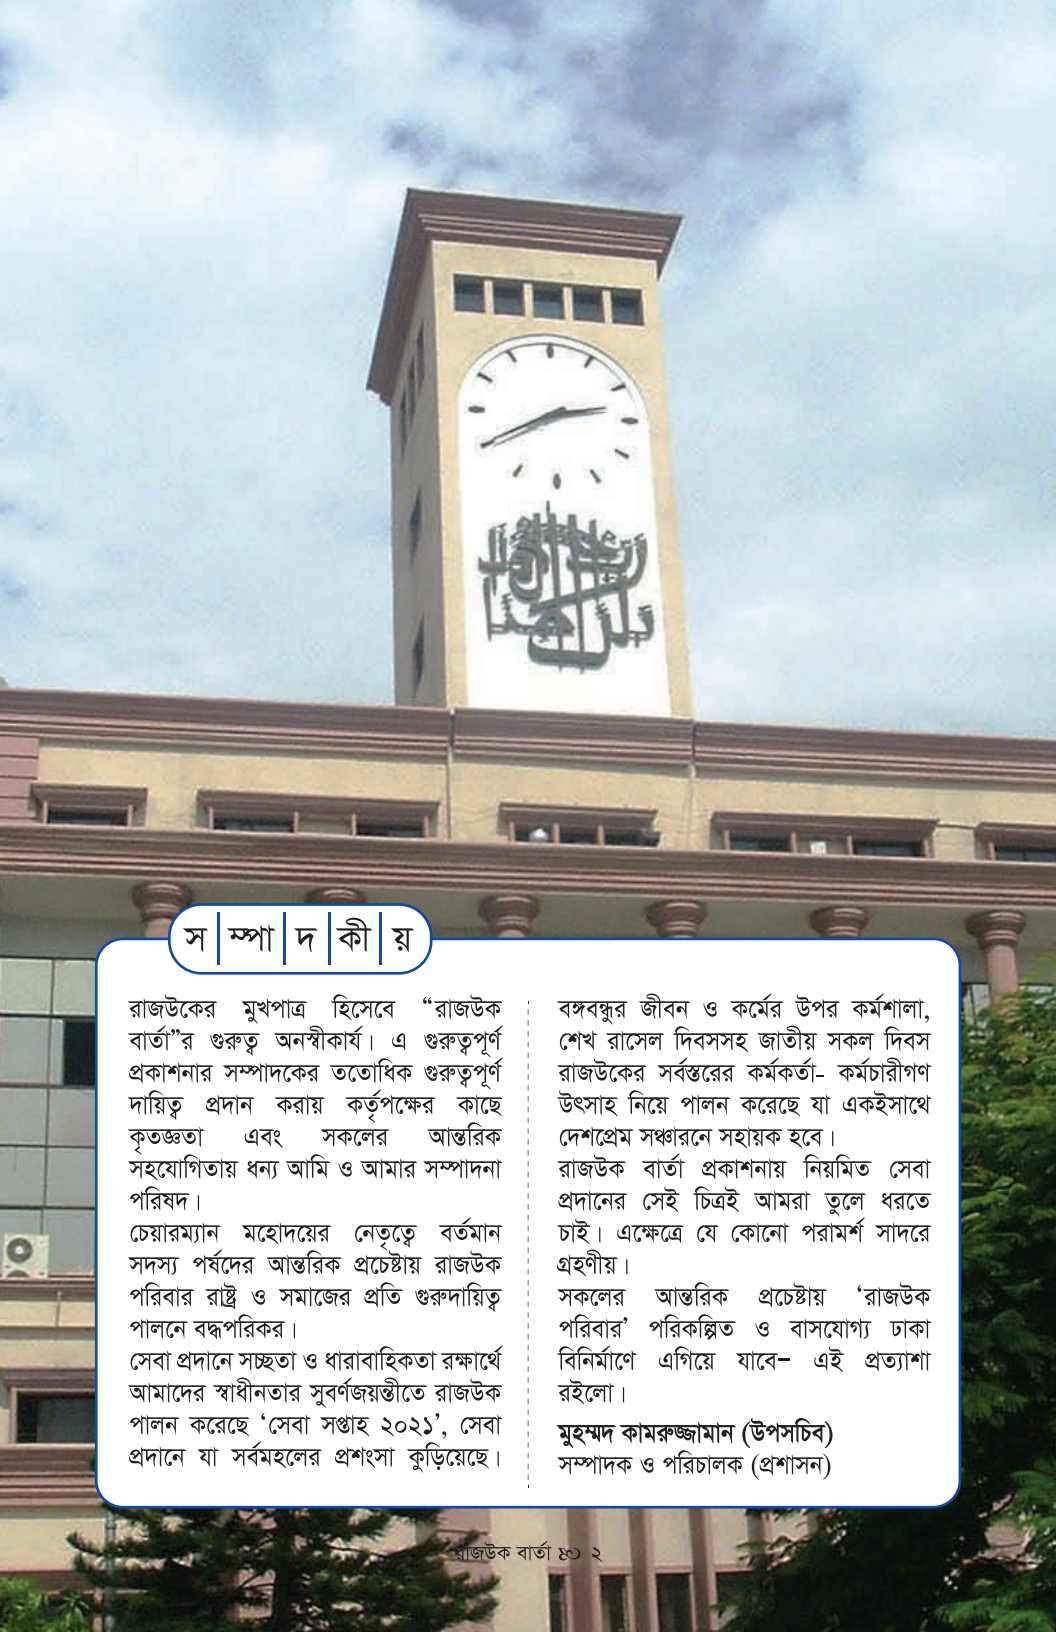 সম্পাদকীয়
রাজউকের মুখপাত্র হিসেবে “রাজউক
বার্তা”র গুরুত্ব অনস্বীকার্য। এ গুরুত্বপূর্ণ
প্রকাশনার সম্পাদকের ততোধিক গুরুত্বপূর্ণ
দায়িত্ব প্রদান করায় কর্তৃপক্ষের কাছে
কৃতজ্ঞতা এবং সকলের আন্তরিক
সহযোগিতায় ধন্য আমি ও আমার সম্পাদনা
পরিষদ।
চেয়ারম্যান মহোদয়ের নেতৃত্বে বর্তমান
সদস্য পর্ষদের আন্তরিক প্রচেষ্টায় রাজউক
পরিবার রাষ্ট্র ও সমাজের প্রতি গুরুদায়িত্ব
পালনে বদ্ধপরিকর।
সেবা প্রদানে সচ্ছতা ও ধারাবাহিকতা রক্ষার্থে
আমাদের স্বাধীনতার সুবর্ণজয়ন্তীতে রাজউক
পালন করেছে ‘সেবা সপ্তাহ ২০২১’, সেবা
প্রদানে যা সর্বমহলের প্রশংসা কুড়িয়েছে।
বঙ্গবন্ধুর জীবন ও কর্মের উপর কর্মশালা,
শেখ রাসেল দিবসসহ জাতীয় সকল দিবস
রাজউকের সর্বস্তরের কর্মকর্তা- কর্মচারীগণ
উৎসাহ নিয়ে পালন করেছে যা একইসাথে
দেশপ্রেম সঞ্চারনে সহায়ক হবে।
রাজউক বার্তা প্রকাশনায় নিয়মিত সেবা
প্রদানের সেই চিত্রই আমরা তুলে ধরতে
চাই। এক্ষেত্রে যে কোনো পরামর্শ সাদরে
গ্রহণীয়।
সকলের আন্তরিক প্রচেষ্টায় ‘রাজউক
পরিবার’ পরিকল্পিত ও বাসযোগ্য ঢাকা
বিনির্মাণে এগিয়ে যাবে– এই প্রত্যাশা
রইলো।
মুহম্মদ কামরুজ্জামান (উপসচিব)
সম্পাদক ও পরিচালক (প্রশাসন)
রাজউক বার্তা ২